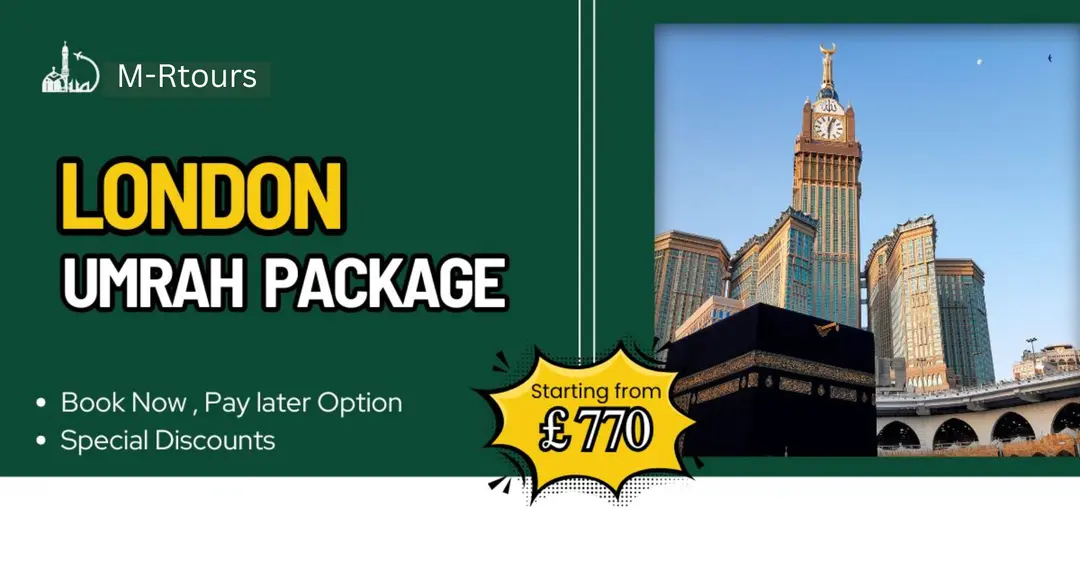 M-Rtours
LONDON
UMRAH PACKAGE
• Book Now , Pay later Option
• Special Discounts
Starting from
£ 770